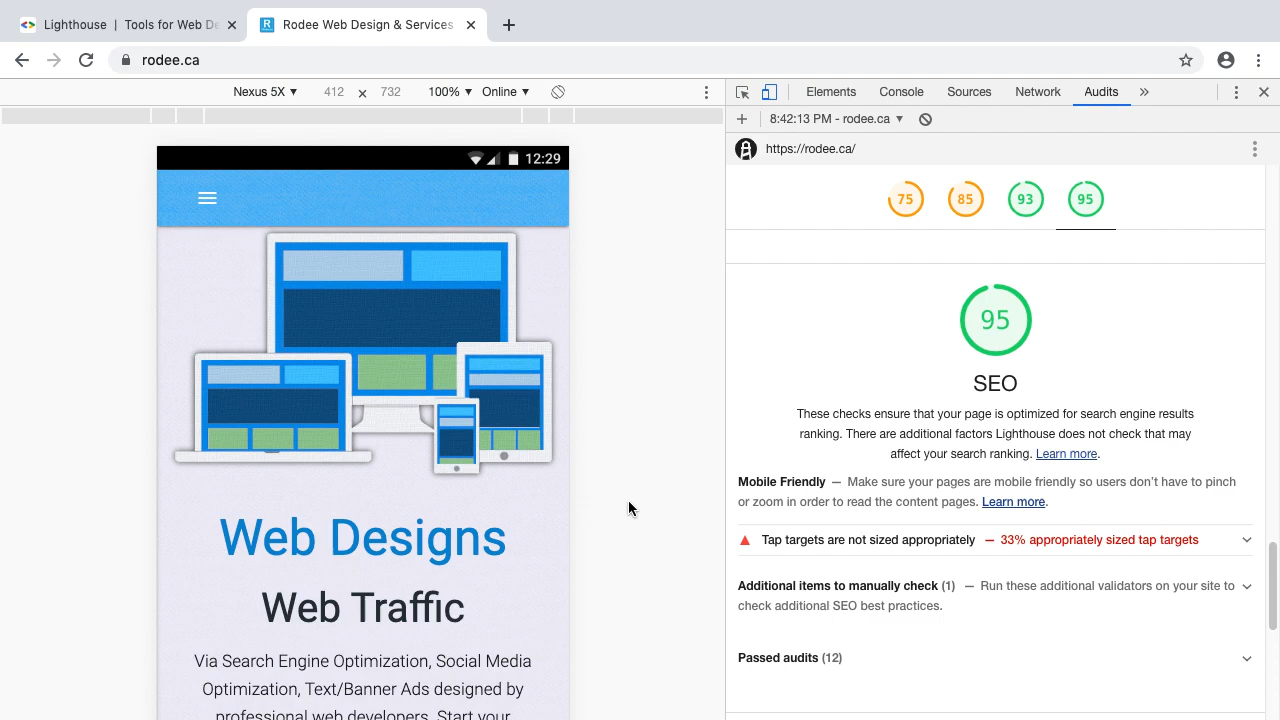 Lighthouse | Tools for Web De
Rodee Web Design & Services
rodee.ca
Nexus 5X ▼ 412 × 732 100% ▼ Online ▼
Elements Console Sources Network Audits »
8:42:13 PM - rodee.ca ▼
https://rodee.ca/
12:29
75 85 93 95
95
SEO
These checks ensure that your page is optimized for search engine results
ranking. There are additional factors Lighthouse does not check that may
affect your search ranking. Learn more.
Mobile Friendly — Make sure your pages are mobile friendly so users don’t have to pinch
or zoom in order to read the content pages. Learn more.
Tap targets are not sized appropriately — 33% appropriately sized tap targets
Additional items to manually check (1) — Run these additional validators on your site to
check additional SEO best practices.
Passed audits (12)
Web Designs
Web Traffic
Via Search Engine Optimization, Social Media
Optimization, Text/Banner Ads designed by
professional web developers. Start your